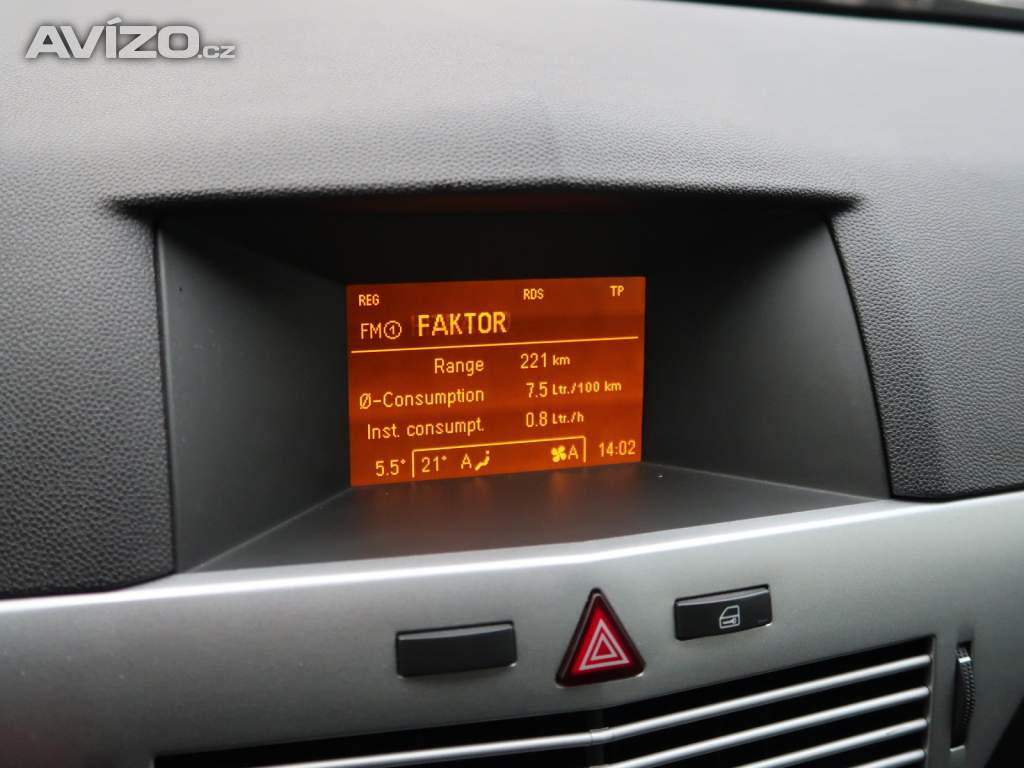 AVÍZO.cz
REG RDS TP
FM① FAKTOR
Range 221 km
Ø-Consumption 7.5 Ltr./100 km
Inst. consumpt. 0.8 Ltr./h
5.5° 21° A A 14:02